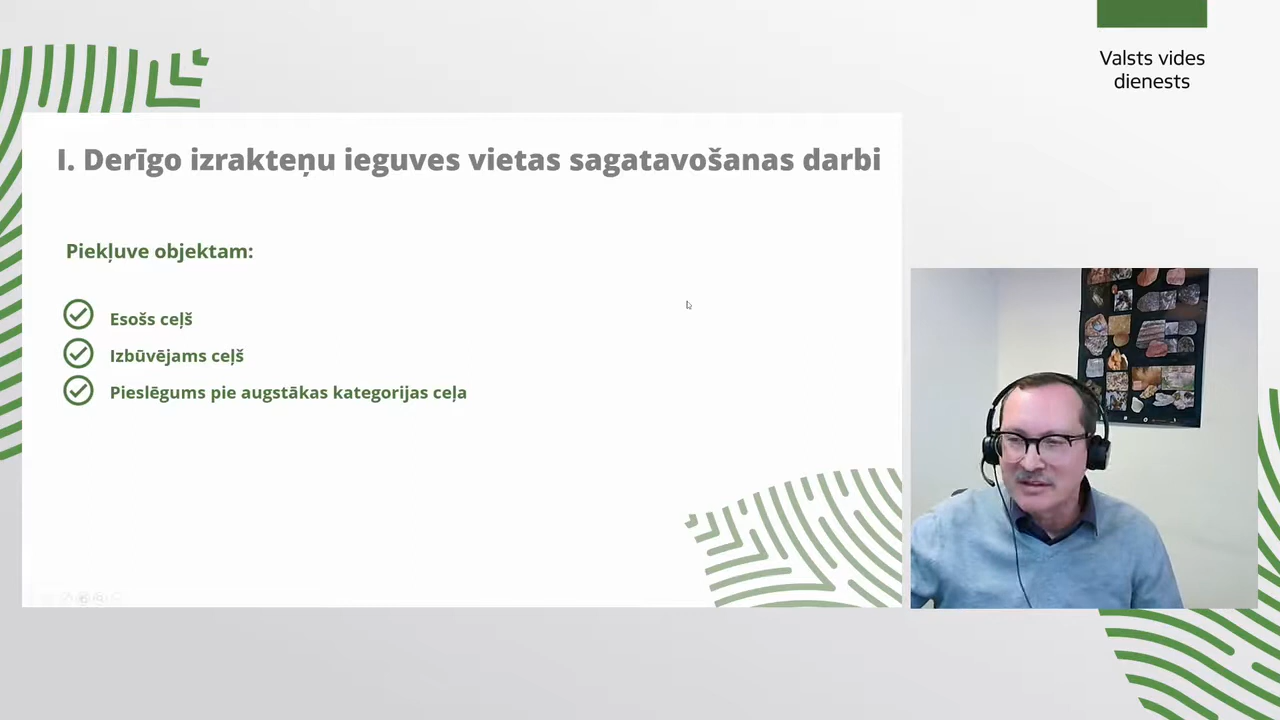 Valsts vides
dienests
I. Derīgo izrakteņu ieguves vietas sagatavošanas darbi
Piekļuve objektam:
Esošs ceļš
Izbūvējams ceļš
Pieslēgums pie augstākas kategorijas ceļa